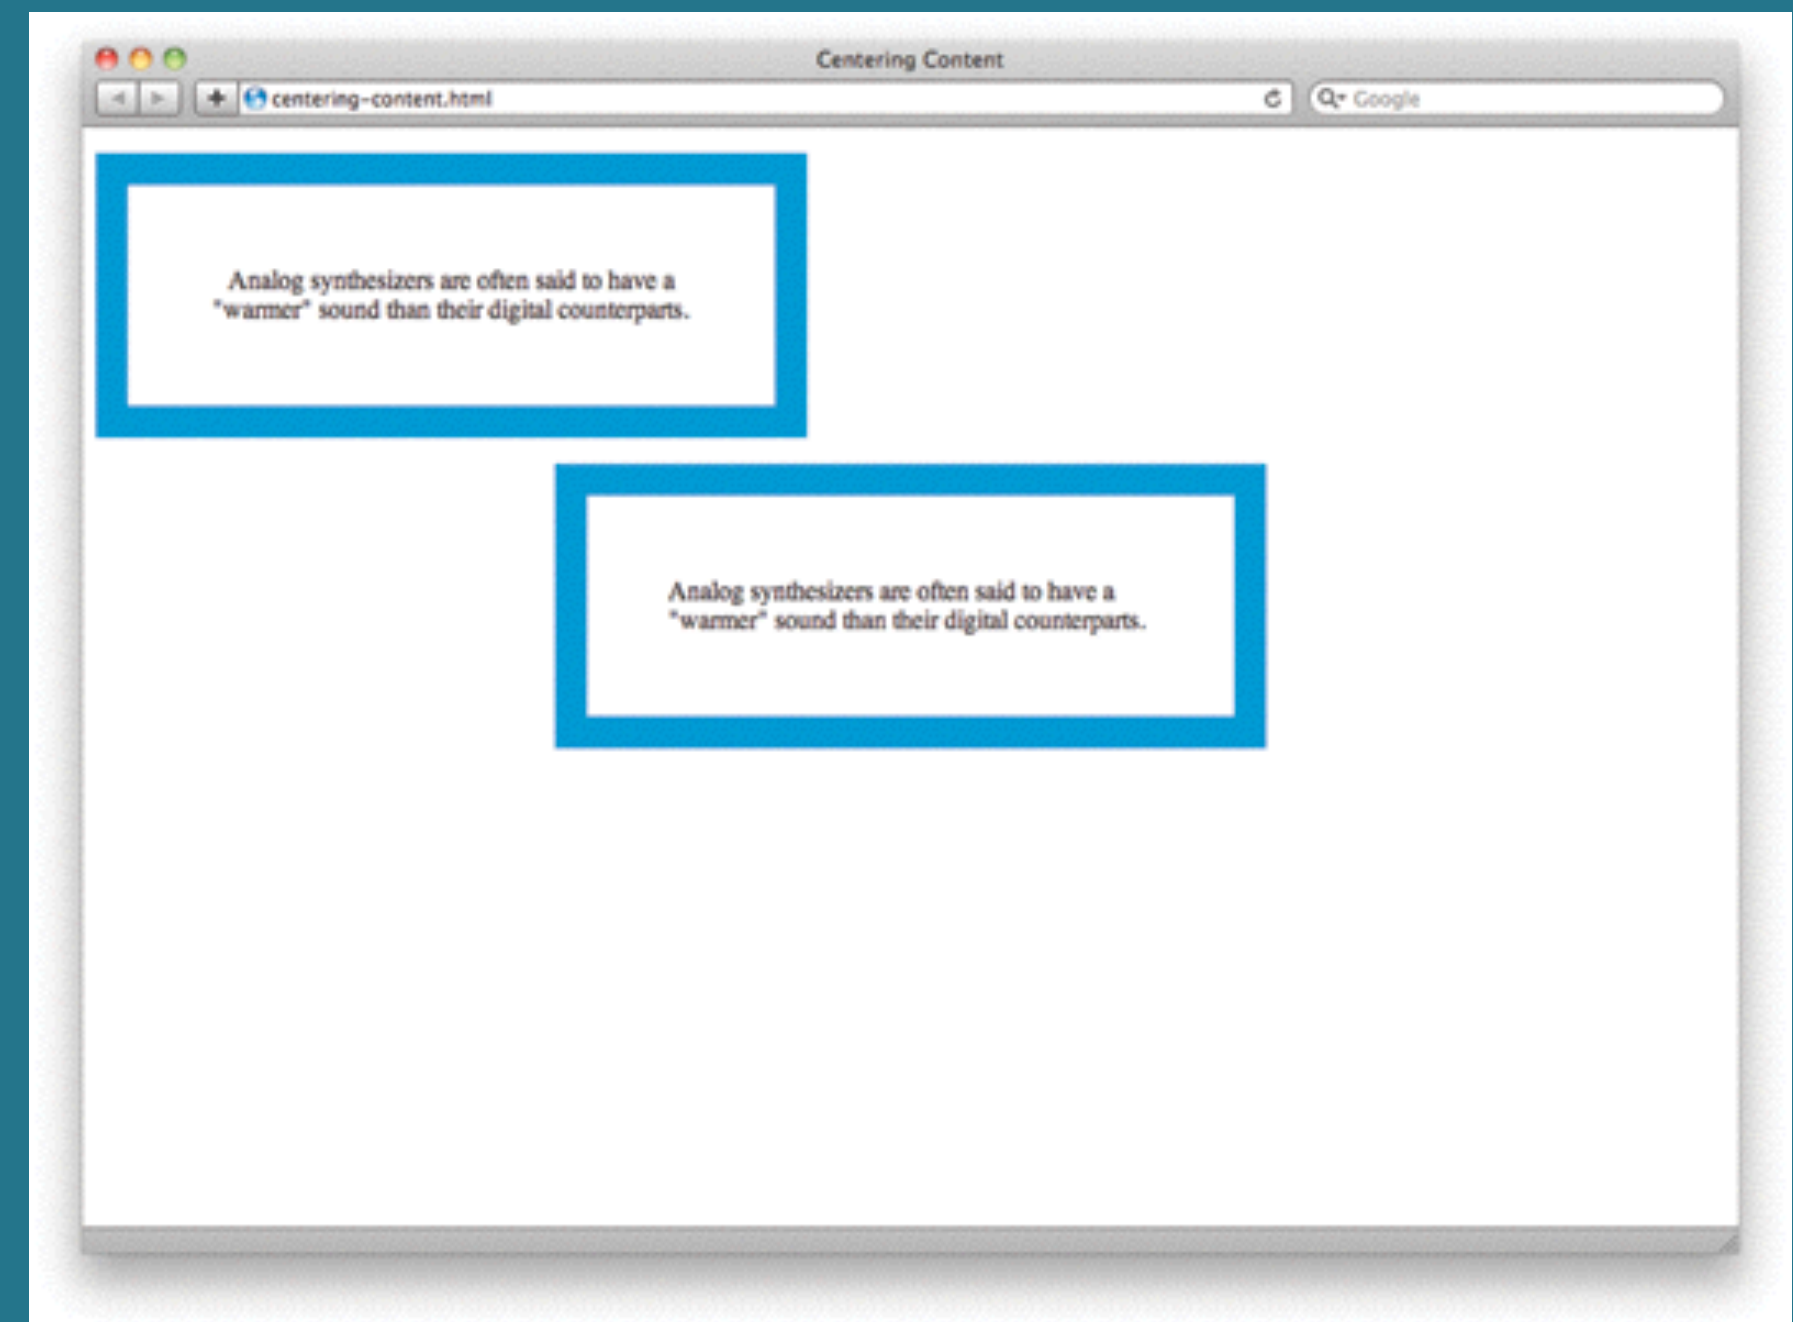 Centering Content
centering-content.html
Google
Analog synthesizers are often said to have a
"warmer" sound than their digital counterparts.
Analog synthesizers are often said to have a
"warmer" sound than their digital counterparts.